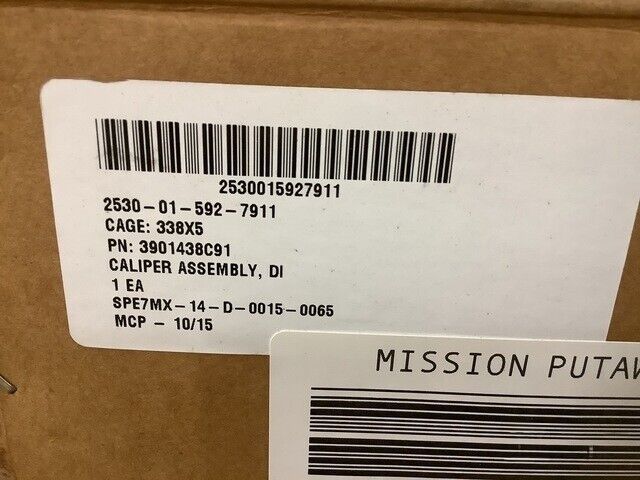 2530015927911
2530-01-592-7911
CAGE: 338X5
PN: 3901438C91
CALIPER ASSEMBLY, DI
1 EA
SPE7MX-14-D-0015-0065
MCP - 10/15
MISSION